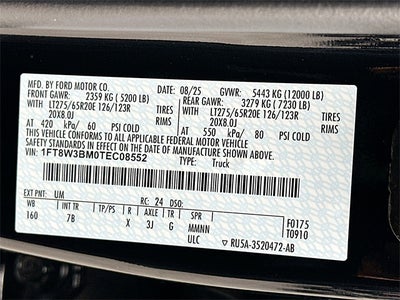 MFD. BY FORD MOTOR CO. 08/25 GVWR: 5443 KG (12000 LB)
FRONT GAWR: 2359 KG (5200 LB) REAR GAWR: 3279 KG (7230 LB)
WITH LT275/65R20E 126/123R TIRES WITH LT275/65R20E 126/123R TIRES
20X8.0J RIMS 20X8.0J RIMS
AT 420 kPa/ 60 PSI COLD AT 550 kPa/ 80 PSI COLD
THIS VEHICLE CONFORMS TO ALL APPLICABLE FEDERAL MOTOR VEHICLE
SAFETY STANDARDS IN EFFECT ON THE DATE OF MANUFACTURE SHOWN ABOVE.
VIN: 1FT8W3BM0TEC08552 TYPE: Truck
EXT PNT: UM RC: 24 DSO:
WB TRM TP/PS R AXLE TR SPR F0175
160 7B X 3J G MMNN T0910
ULC RU5A-3520472-AB